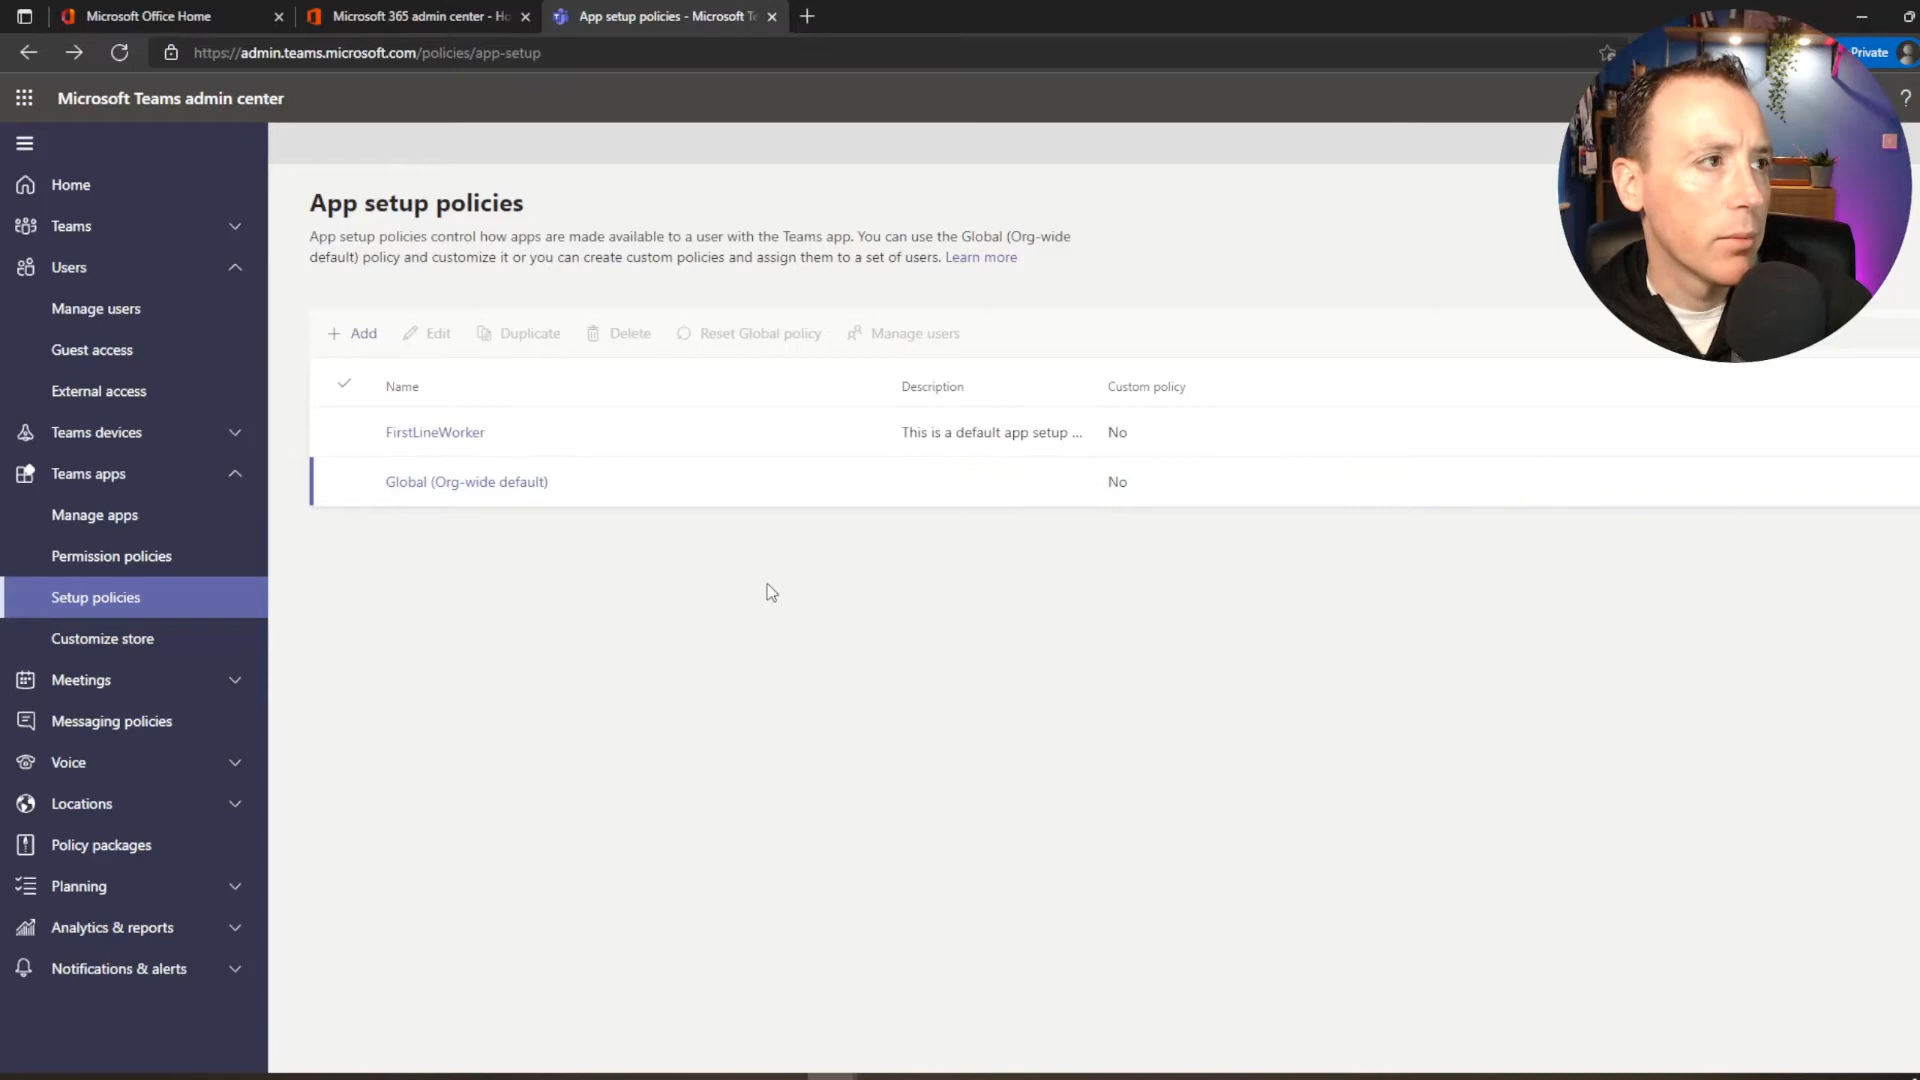 Microsoft Office Home
Microsoft 365 admin center - Ho
App setup policies - Microsoft Te
https://admin.teams.microsoft.com/policies/app-setup
Private
Microsoft Teams admin center
?
Home
Teams
Users
Manage users
Guest access
External access
Teams devices
Teams apps
Manage apps
Permission policies
Setup policies
Customize store
Meetings
Messaging policies
Voice
Locations
Policy packages
Planning
Analytics & reports
Notifications & alerts
App setup policies
App setup policies control how apps are made available to a user with the Teams app. You can use the Global (Org-wide
default) policy and customize it or you can create custom policies and assign them to a set of users. Learn more
+ Add Edit Duplicate Delete Reset Global policy Manage users
Name Description Custom policy
FirstLineWorker This is a default app setup ... No
Global (Org-wide default) No